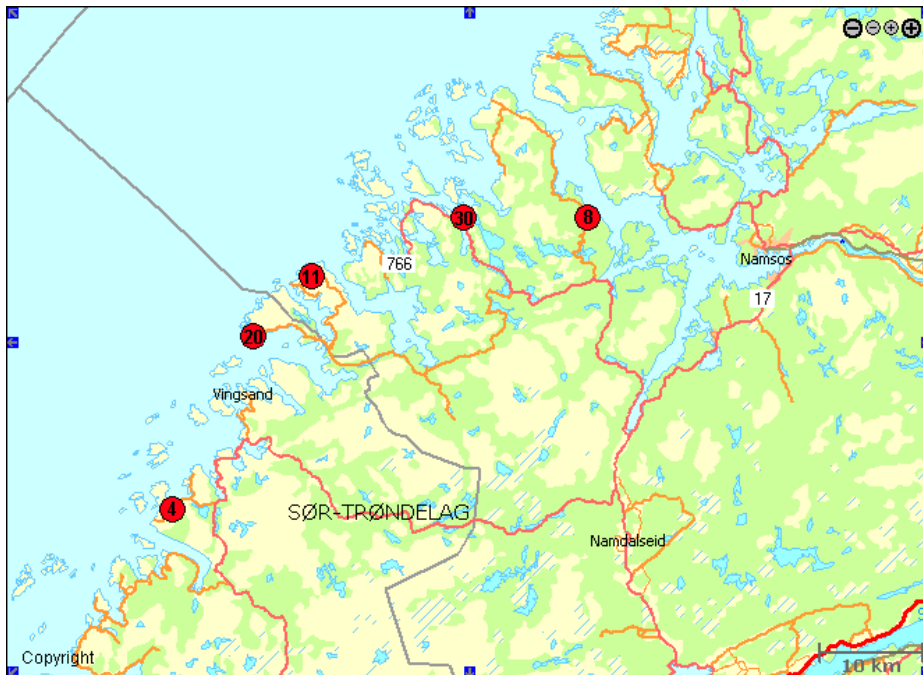 30
8
766
Namsos
11
17
20
Vingsand
4
SØR-TRØNDELAG
Namdalseid
Copyright
10 km